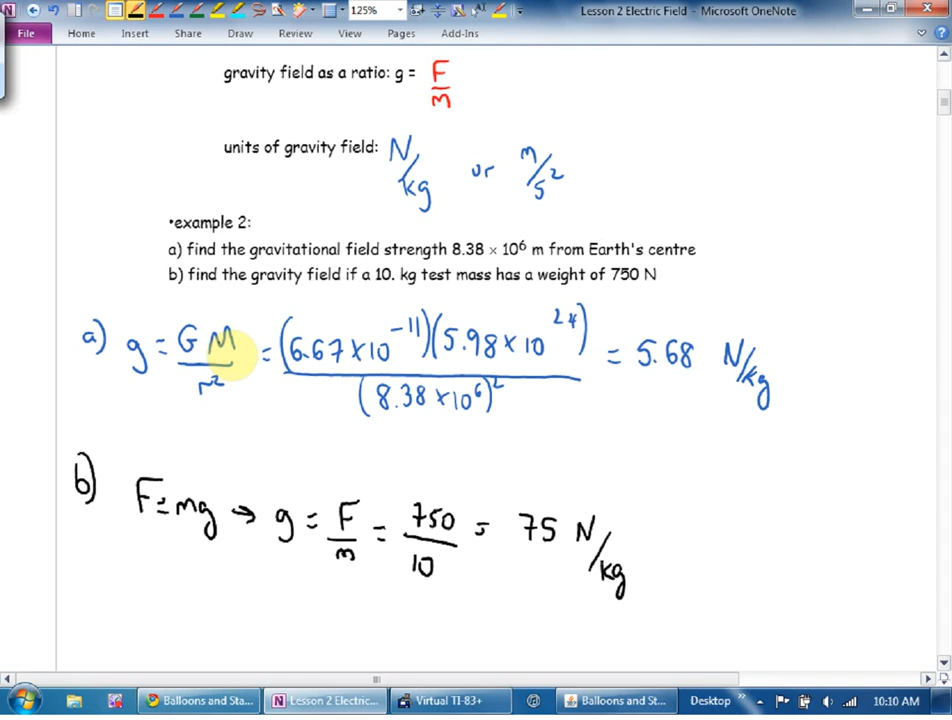 Lesson 2 Electric Field - Microsoft OneNote
125%
File Home Insert Share Draw Review View Pages Add-Ins
gravity field as a ratio: g = F/m
units of gravity field: N/kg or m/s²
•example 2:
a) find the gravitational field strength 8.38 × 10⁶ m from Earth's centre
b) find the gravity field if a 10. kg test mass has a weight of 750 N
a) g = GM/r² = (6.67×10⁻¹¹)(5.98×10²⁴)/(8.38×10⁶)² = 5.68 N/kg
b) F=mg → g = F/m = 750/10 = 75 N/kg
Balloons and Sta... Lesson 2 Electric... Virtual TI-83+ Balloons and St... Desktop 10:10 AM